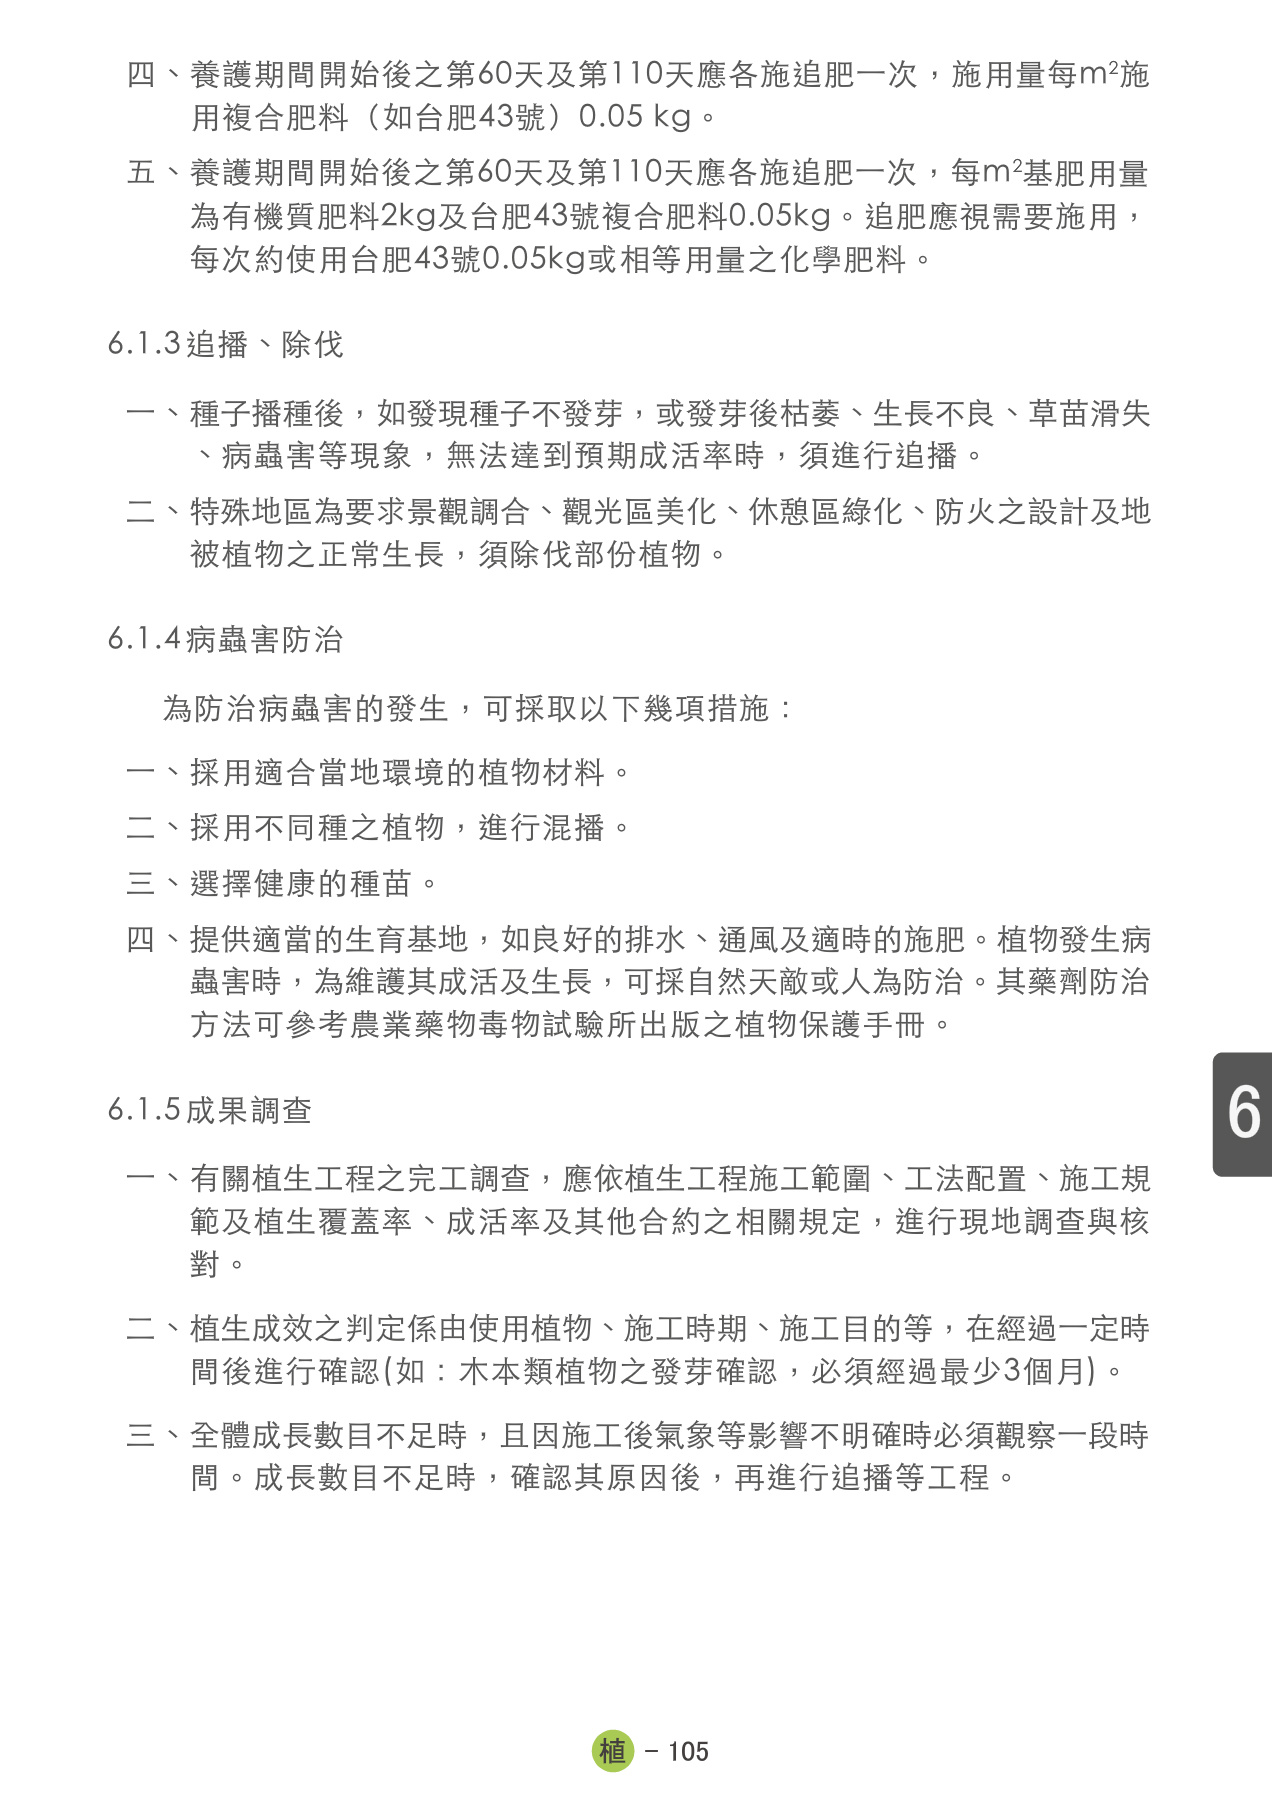 四、養護期間開始後之第60天及第110天應各施追肥一次，施用量每m²施
用複合肥料（如台肥43號）0.05 kg。
五、養護期間開始後之第60天及第110天應各施追肥一次，每m²基肥用量
為有機質肥料2kg及台肥43號複合肥料0.05kg。追肥應視需要施用，
每次約使用台肥43號0.05kg或相等用量之化學肥料。
6.1.3追播、除伐
一、種子播種後，如發現種子不發芽，或發芽後枯萎、生長不良、草苗滑失
、病蟲害等現象，無法達到預期成活率時，須進行追播。
二、特殊地區為要求景觀調合、觀光區美化、休憩區綠化、防火之設計及地
被植物之正常生長，須除伐部份植物。
6.1.4病蟲害防治
為防治病蟲害的發生，可採取以下幾項措施：
一、採用適合當地環境的植物材料。
二、採用不同種之植物，進行混播。
三、選擇健康的種苗。
四、提供適當的生育基地，如良好的排水、通風及適時的施肥。植物發生病
蟲害時，為維護其成活及生長，可採自然天敵或人為防治。其藥劑防治
方法可參考農業藥物毒物試驗所出版之植物保護手冊。
6.1.5成果調查
一、有關植生工程之完工調查，應依植生工程施工範圍、工法配置、施工規
範及植生覆蓋率、成活率及其他合約之相關規定，進行現地調查與核
對。
二、植生成效之判定係由使用植物、施工時期、施工目的等，在經過一定時
間後進行確認(如：木本類植物之發芽確認，必須經過最少3個月)。
三、全體成長數目不足時，且因施工後氣象等影響不明確時必須觀察一段時
間。成長數目不足時，確認其原因後，再進行追播等工程。
6
植 - 105